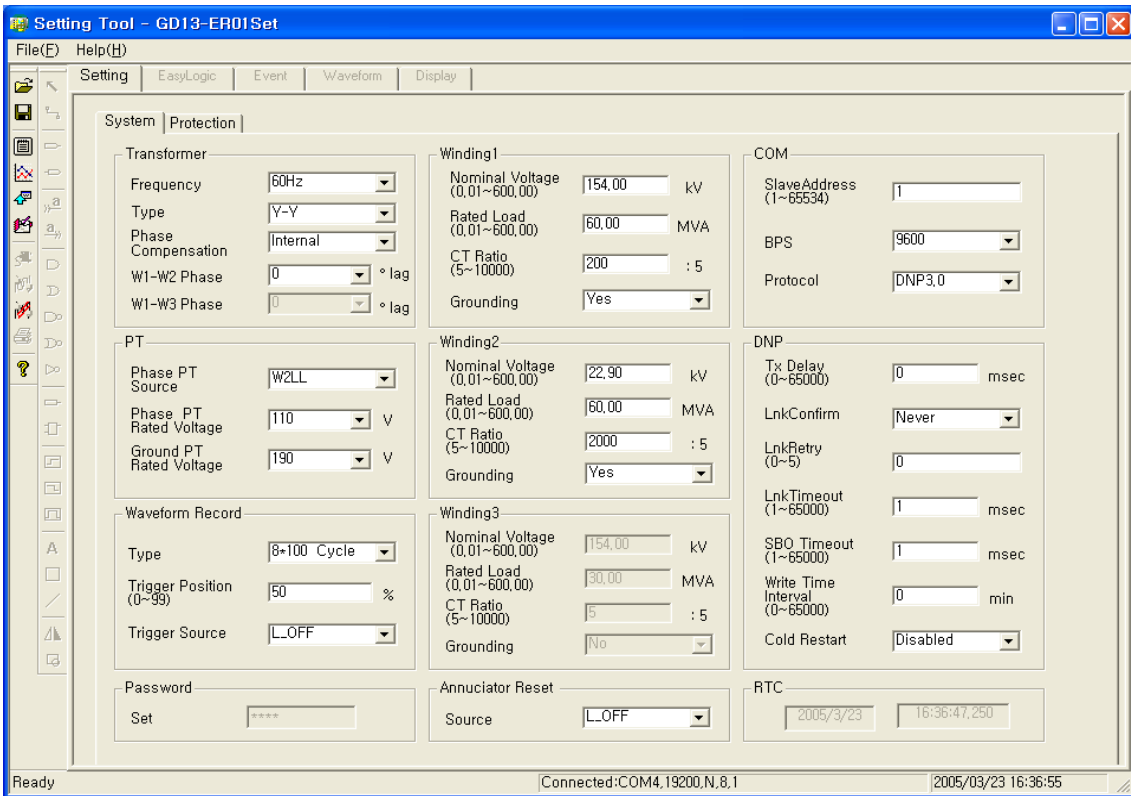 Setting Tool - GD13-ER01Set
File(F) Help(H)
Setting EasyLogic Event Waveform Display
System Protection
Transformer
Frequency 60Hz
Type Y-Y
Phase Compensation Internal
W1-W2 Phase 0 ° lag
W1-W3 Phase 0 ° lag
PT
Phase PT Source W2LL
Phase PT Rated Voltage 110 V
Ground PT Rated Voltage 190 V
Waveform Record
Type 8*100 Cycle
Trigger Position (0~99) 50 %
Trigger Source L_OFF
Password
Set ****
Winding1
Nominal Voltage (0,01~600,00) 154,00 kV
Rated Load (0,01~600,00) 60,00 MVA
CT Ratio (5~10000) 200 : 5
Grounding Yes
Winding2
Nominal Voltage (0,01~600,00) 22,90 kV
Rated Load (0,01~600,00) 60,00 MVA
CT Ratio (5~10000) 2000 : 5
Grounding Yes
Winding3
Nominal Voltage (0,01~600,00) 154,00 kV
Rated Load (0,01~600,00) 30,00 MVA
CT Ratio (5~10000) 5 : 5
Grounding No
Annuciator Reset
Source L_OFF
COM
SlaveAddress (1~65534) 1
BPS 9600
Protocol DNP3,0
DNP
Tx Delay (0~65000) 0 msec
LnkConfirm Never
LnkRetry (0~5) 0
LnkTimeout (1~65000) 1 msec
SBO Timeout (1~65000) 1 msec
Write Time Interval (0~65000) 0 min
Cold Restart Disabled
RTC
2005/3/23 16:36:47,250
Ready Connected:COM4,19200,N,8,1 2005/03/23 16:36:55